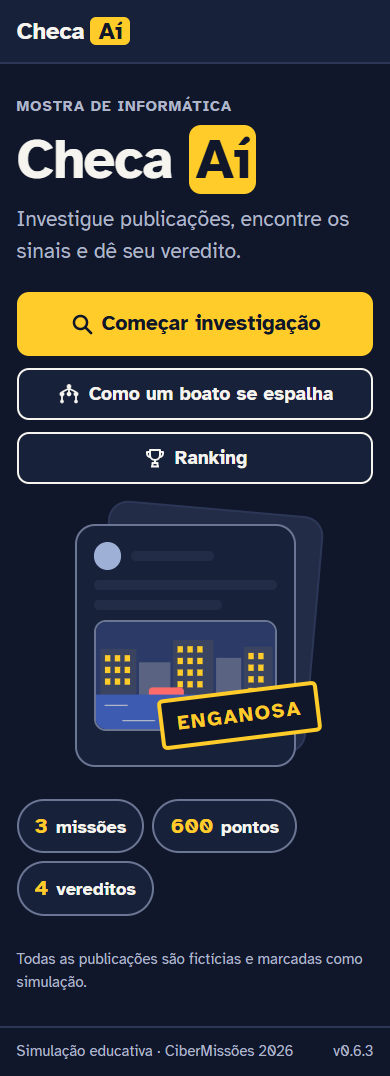 Checa Aí
MOSTRA DE INFORMÁTICA
Checa Aí
Investigue publicações, encontre os
sinais e dê seu veredito.
Começar investigação
Como um boato se espalha
Ranking
ENGANOSA
3 missões
600 pontos
4 vereditos
Todas as publicações são fictícias e marcadas como
simulação.
Simulação educativa · CiberMissões 2026
v0.6.3